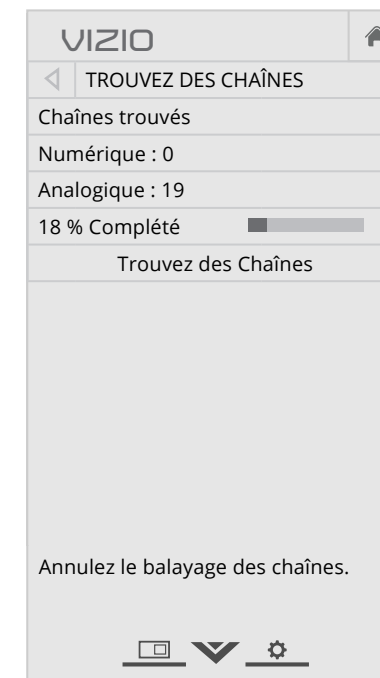 VIZIO
TROUVEZ DES CHAÎNES
Chaînes trouvés
Numérique : 0
Analogique : 19
18 % Complété
Trouvez des Chaînes
Annulez le balayage des chaînes.